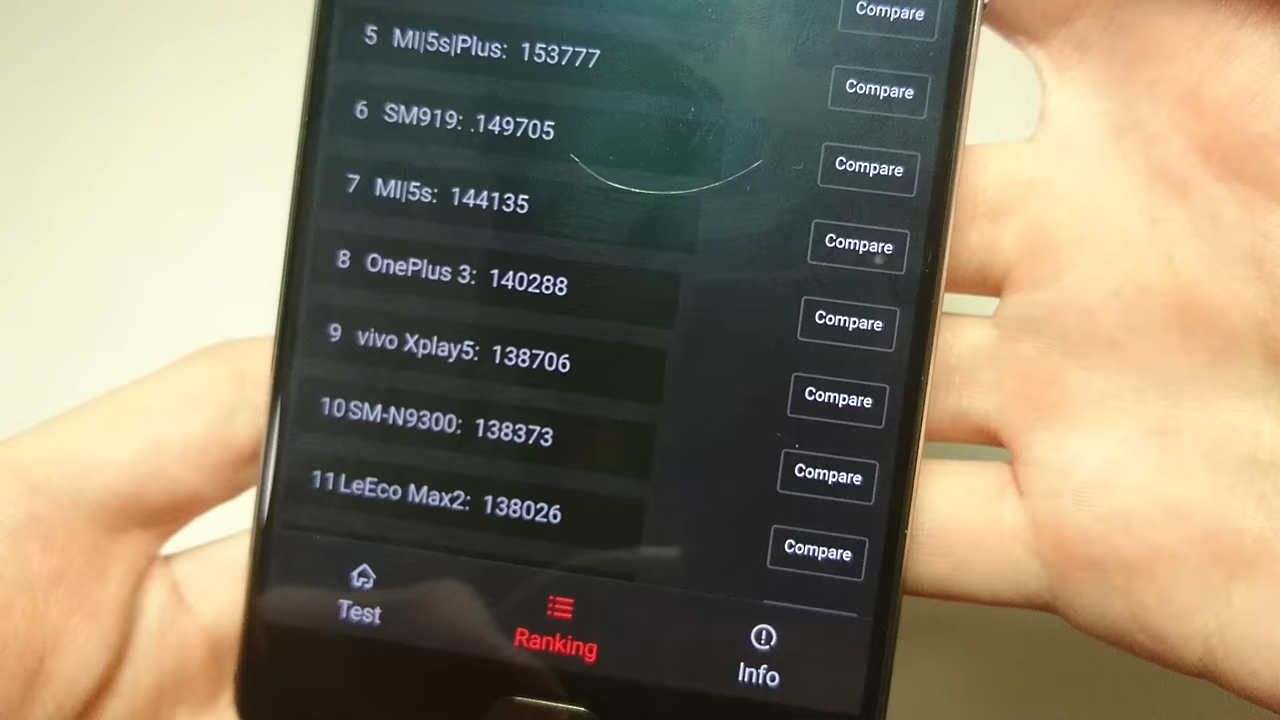 Compare
5 MI|5s|Plus: 153777
Compare
6 SM919: 149705
Compare
7 MI|5s: 144135
Compare
8 OnePlus 3: 140288
Compare
9 vivo Xplay5: 138706
Compare
10 SM-N9300: 138373
Compare
11 LeEco Max2: 138026
Compare
Test
Ranking
Info